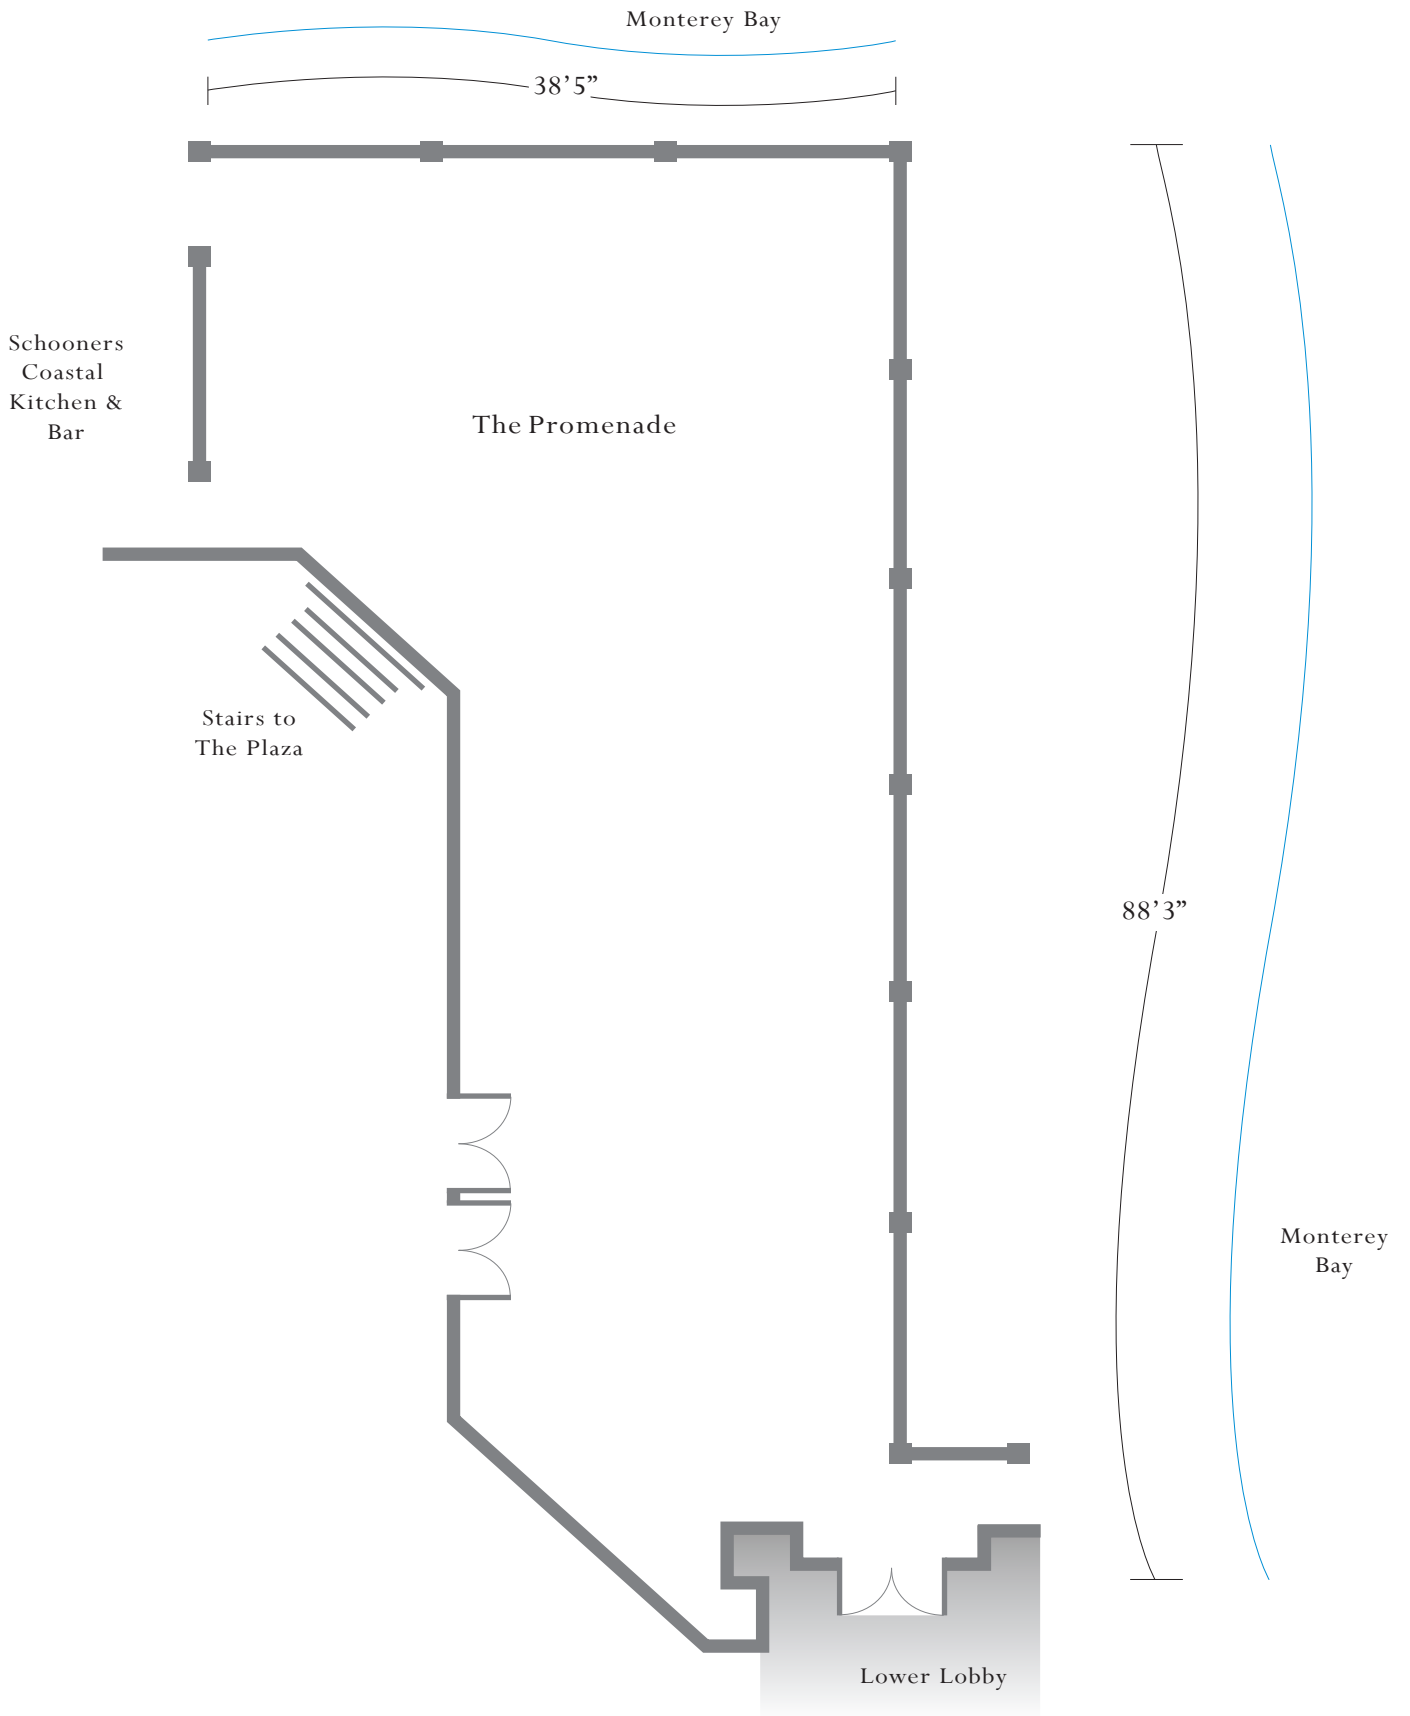 Monterey Bay
38’5”
Schooners
Coastal
Kitchen &
Bar
The Promenade
Stairs to
The Plaza
88’3”
Monterey
Bay
Lower Lobby